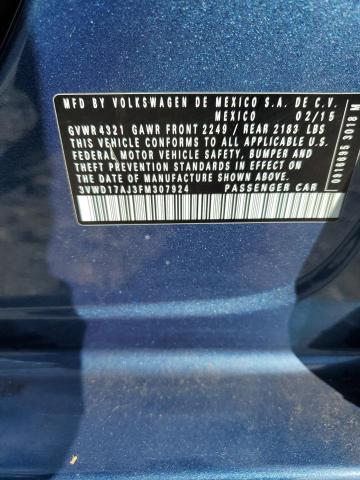 MFD BY VOLKSWAGEN DE MEXICO S.A. DE C.V.
MEXICO 02/15
GVWR 4321 GAWR FRONT 2249 / REAR 2183 LBS
THIS VEHICLE CONFORMS TO ALL APPLICABLE U.S.
FEDERAL MOTOR VEHICLE SAFETY, BUMPER AND
THEFT PREVENTION STANDARDS IN EFFECT ON THE
DATE OF MANUFACTURE SHOWN ABOVE
3VWD17AJ3FM307924 PASSENGER CAR
0910695 3018 M